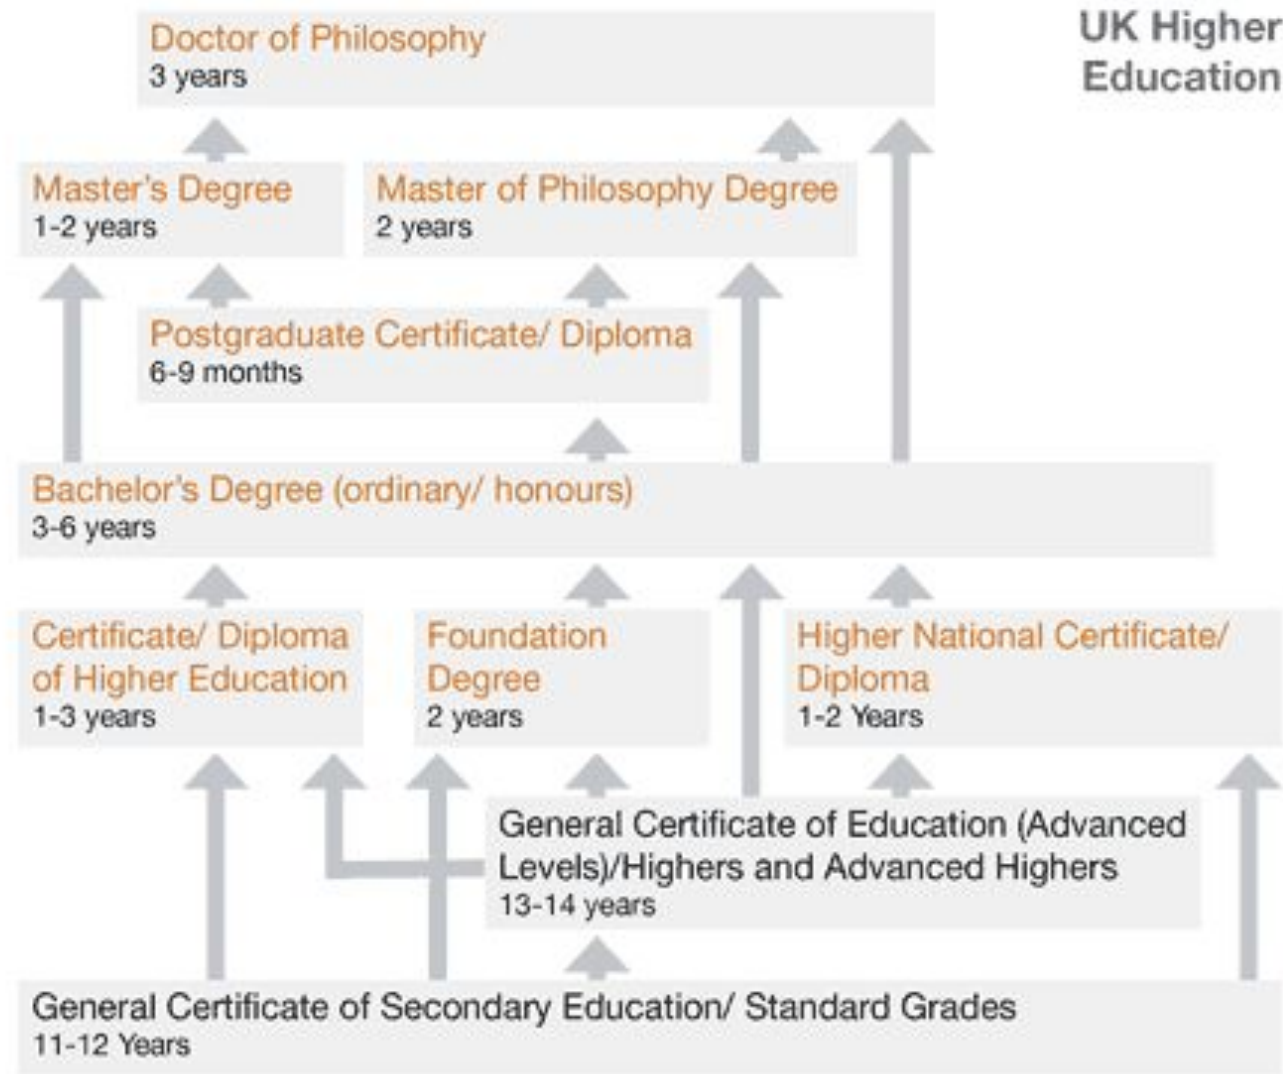 UK Higher
Education
Doctor of Philosophy
3 years
Master's Degree
1-2 years
Master of Philosophy Degree
2 years
Postgraduate Certificate/ Diploma
6-9 months
Bachelor's Degree (ordinary/ honours)
3-6 years
Certificate/ Diploma
of Higher Education
1-3 years
Foundation
Degree
2 years
Higher National Certificate/
Diploma
1-2 Years
General Certificate of Education (Advanced
Levels)/Highers and Advanced Highers
13-14 years
General Certificate of Secondary Education/ Standard Grades
11-12 Years